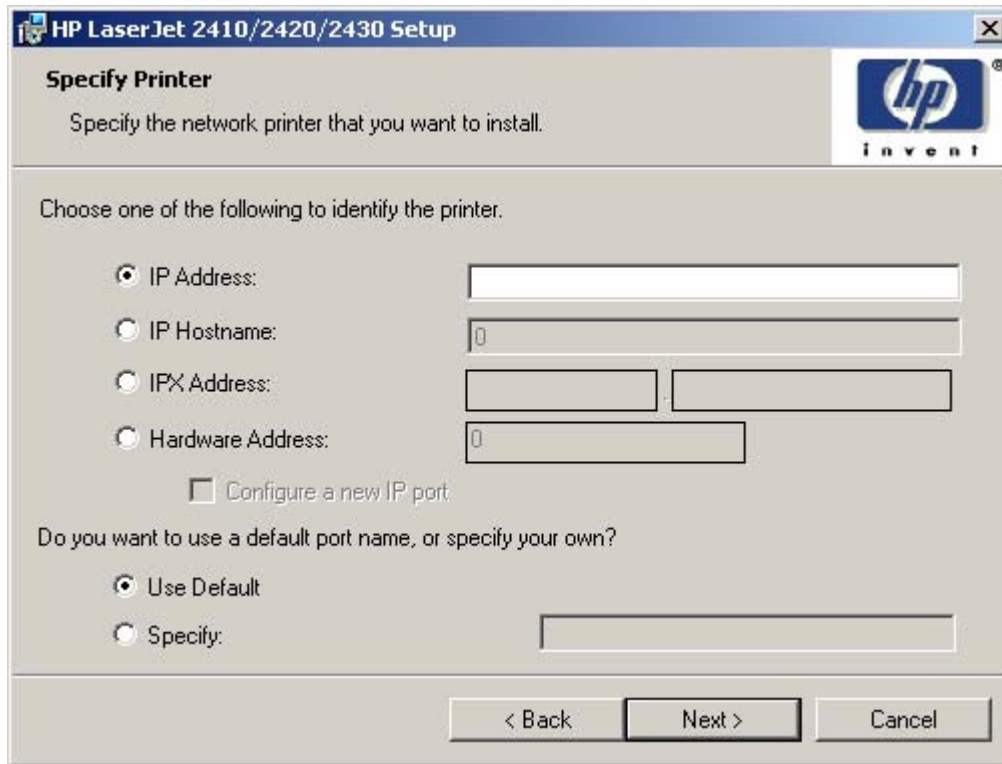 HP LaserJet 2410/2420/2430 Setup
Specify Printer
Specify the network printer that you want to install.
hp ®
invent
Choose one of the following to identify the printer.
IP Address:
IP Hostname: 0
IPX Address: .
Hardware Address: 0
Configure a new IP port
Do you want to use a default port name, or specify your own?
Use Default
Specify:
< Back Next > Cancel